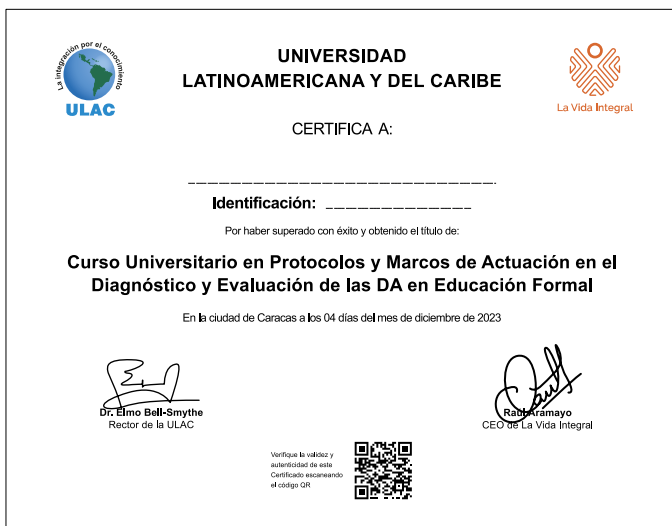 La integración por el conocimiento
ULAC
UNIVERSIDAD
LATINOAMERICANA Y DEL CARIBE
La Vida Integral
CERTIFICA A:
Identificación:
Por haber superado con éxito y obtenido el título de:
Curso Universitario en Protocolos y Marcos de Actuación en el
Diagnóstico y Evaluación de las DA en Educación Formal
En la ciudad de Caracas a los 04 días del mes de diciembre de 2023
Dr. Elmo Bell-Smythe
Rector de la ULAC
Raúl Aramayo
CEO de La Vida Integral
Verifique la validez y
autenticidad de este
Certificado escaneando
el código QR